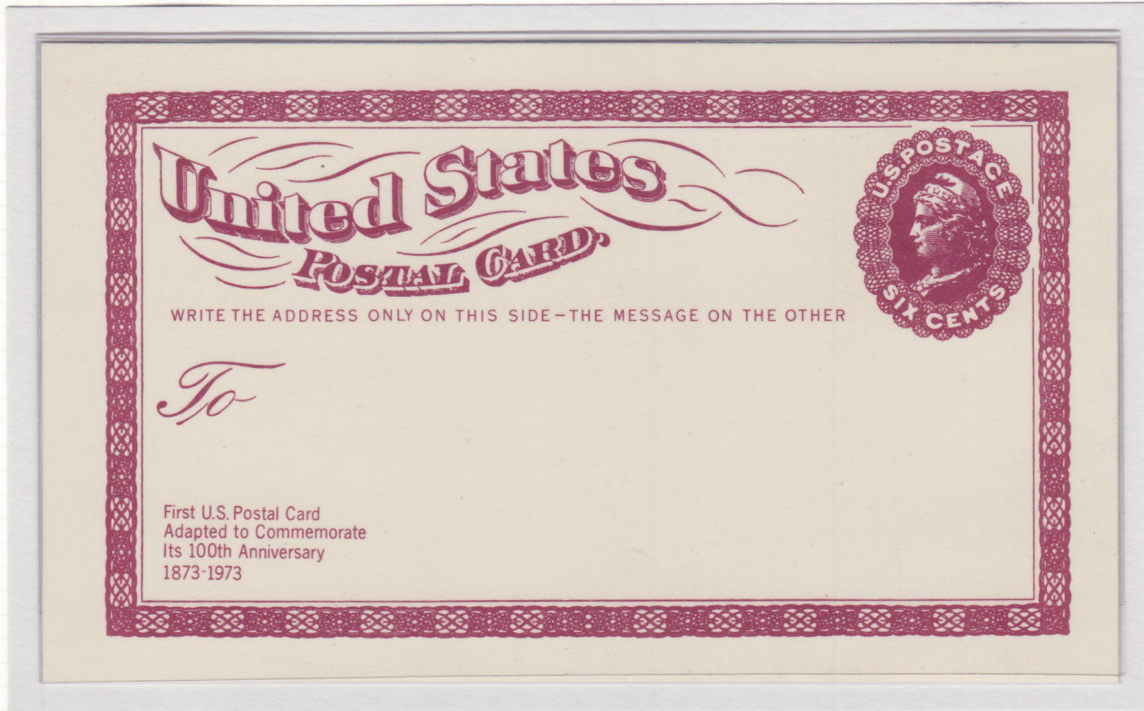 United States
POSTAL CARD.
U.S. POSTAGE
SIX CENTS
WRITE THE ADDRESS ONLY ON THIS SIDE–THE MESSAGE ON THE OTHER
To
First U.S. Postal Card
Adapted to Commemorate
Its 100th Anniversary
1873-1973